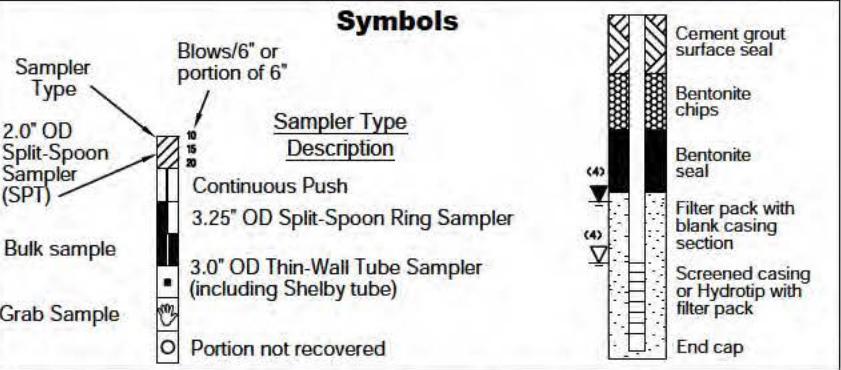 Symbols
Sampler
Type
Blows/6" or
portion of 6"
2.0" OD
Split-Spoon
Sampler
(SPT)
10
15
20
Sampler Type
Description
Continuous Push
3.25" OD Split-Spoon Ring Sampler
Bulk sample
3.0" OD Thin-Wall Tube Sampler
(including Shelby tube)
Grab Sample
Portion not recovered
Cement grout
surface seal
Bentonite
chips
Bentonite
seal
(4)
Filter pack with
blank casing
section
(4)
Screened casing
or Hydrotip with
filter pack
End cap